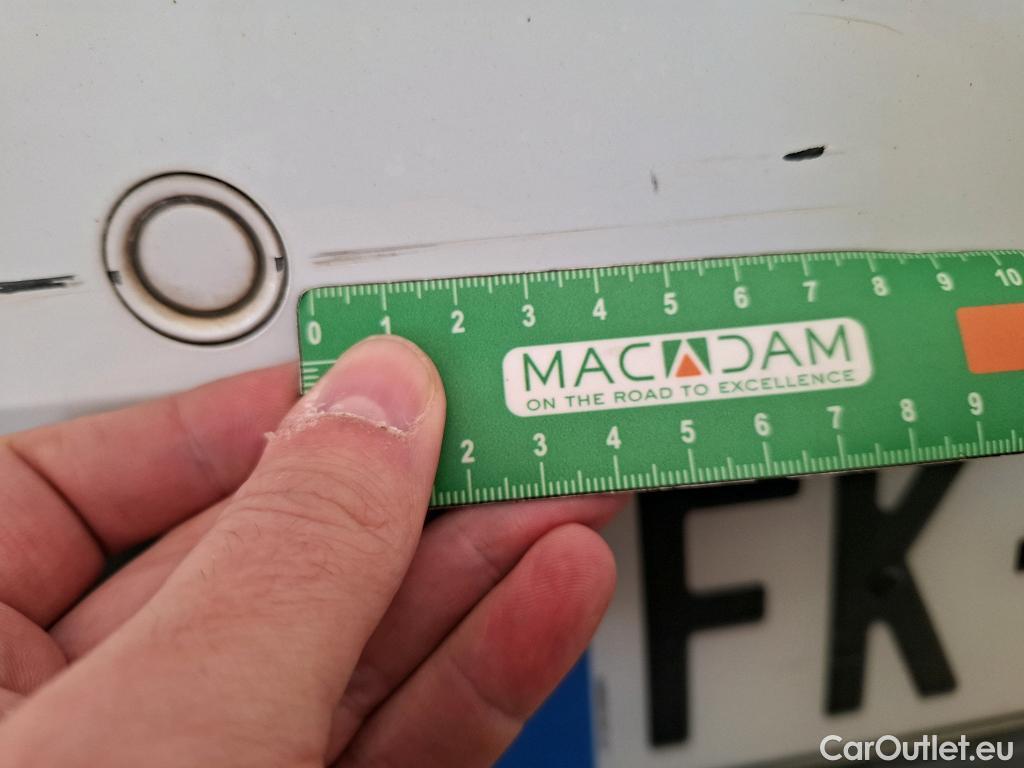 0 1 2 3 4 5 6 7 8 9 10
MACADAM
ON THE ROAD TO EXCELLENCE
2 3 4 5 6 7 8 9
FK
CarOutlet.eu